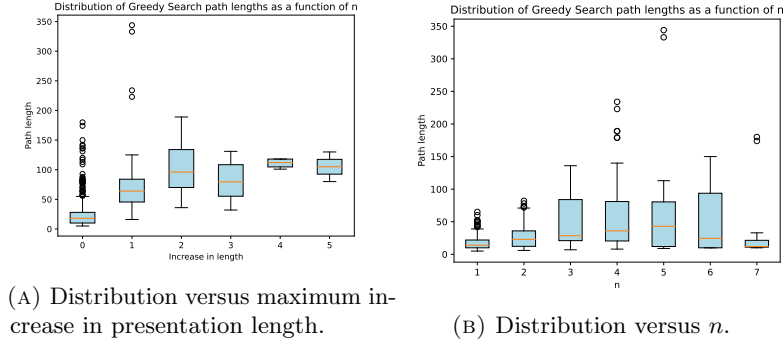 Distribution of Greedy Search path lengths as a function of n
350
300
250
200
150
100
50
0
Path length
0 1 2 3 4 5
Increase in length
(A) Distribution versus maximum in-
crease in presentation length.
Distribution of Greedy Search path lengths as a function of n
350
300
250
200
150
100
50
0
Path length
1 2 3 4 5 6 7
n
(B) Distribution versus n.